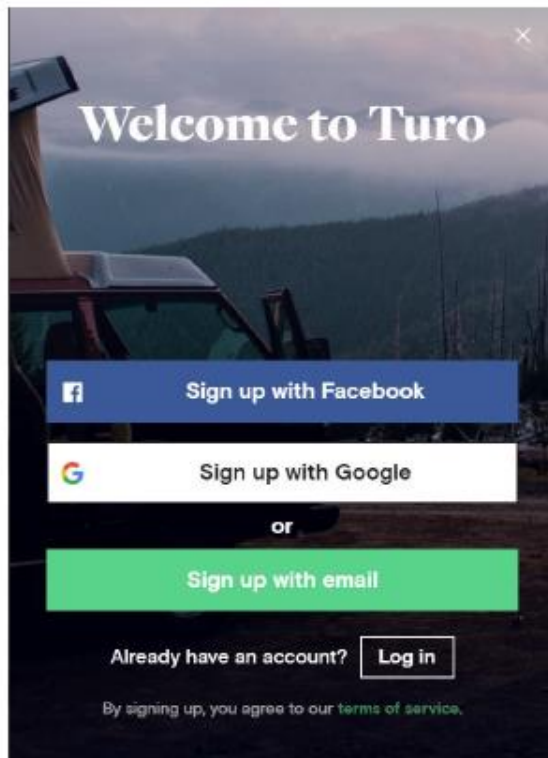 Welcome to Turo
Sign up with Facebook
Sign up with Google
or
Sign up with email
Already have an account? Log in
By signing up, you agree to our terms of service.